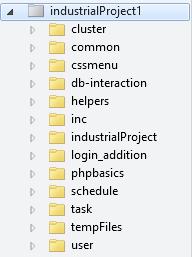 industrialProject1
cluster
common
cssmenu
db-interaction
helpers
inc
industrialProject
login_addition
phpbasics
schedule
task
tempFiles
user